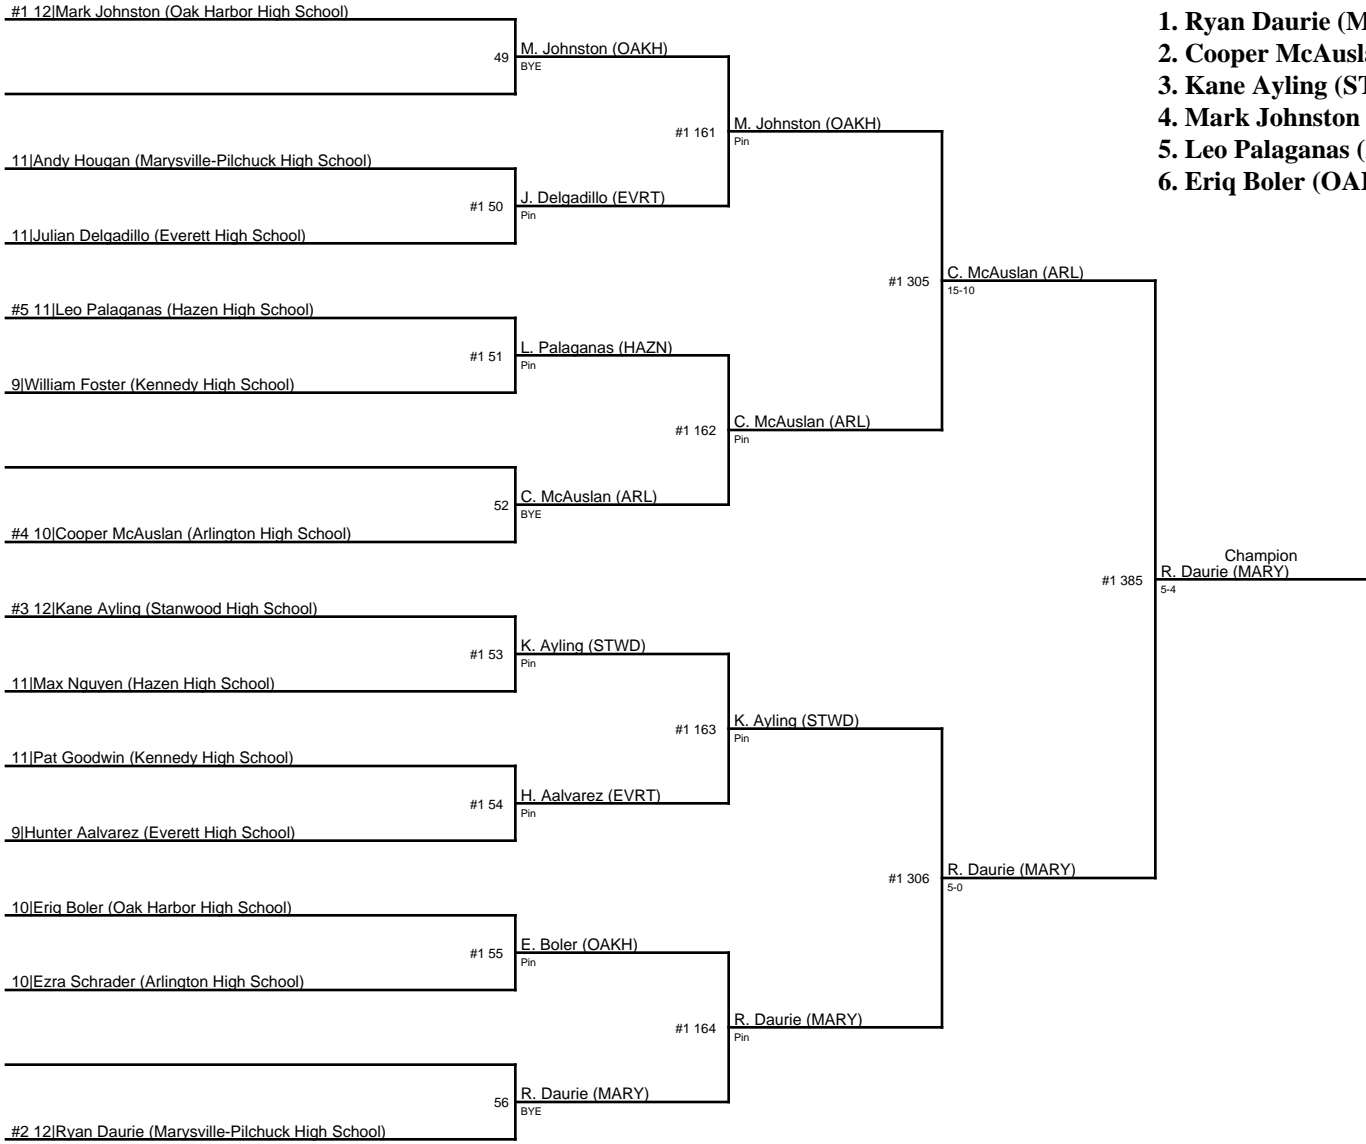 #1 12|Mark Johnston (Oak Harbor High School)
49
M. Johnston (OAKH)
BYE
#1 161
M. Johnston (OAKH)
Pin
11|Andy Hougan (Marysville-Pilchuck High School)
#1 50
J. Delgadillo (EVRT)
Pin
11|Julian Delgadillo (Everett High School)
#1 305
C. McAuslan (ARL)
15-10
#5 11|Leo Palaganas (Hazen High School)
#1 51
L. Palaganas (HAZN)
Pin
9|William Foster (Kennedy High School)
#1 162
C. McAuslan (ARL)
Pin
52
C. McAuslan (ARL)
BYE
#4 10|Cooper McAuslan (Arlington High School)
#1 385
Champion
R. Daurie (MARY)
5-4
#3 12|Kane Ayling (Stanwood High School)
#1 53
K. Ayling (STWD)
Pin
11|Max Nguyen (Hazen High School)
#1 163
K. Ayling (STWD)
Pin
11|Pat Goodwin (Kennedy High School)
#1 54
H. Aalvarez (EVRT)
Pin
9|Hunter Aalvarez (Everett High School)
#1 306
R. Daurie (MARY)
5-0
10|Eriq Boler (Oak Harbor High School)
#1 55
E. Boler (OAKH)
Pin
10|Ezra Schrader (Arlington High School)
#1 164
R. Daurie (MARY)
Pin
56
R. Daurie (MARY)
BYE
#2 12|Ryan Daurie (Marysville-Pilchuck High School)
1. Ryan Daurie
2. Cooper
3. Kane Ayling
4. Mark Johnston
5. Leo Palaganas (
6. Eriq Boler